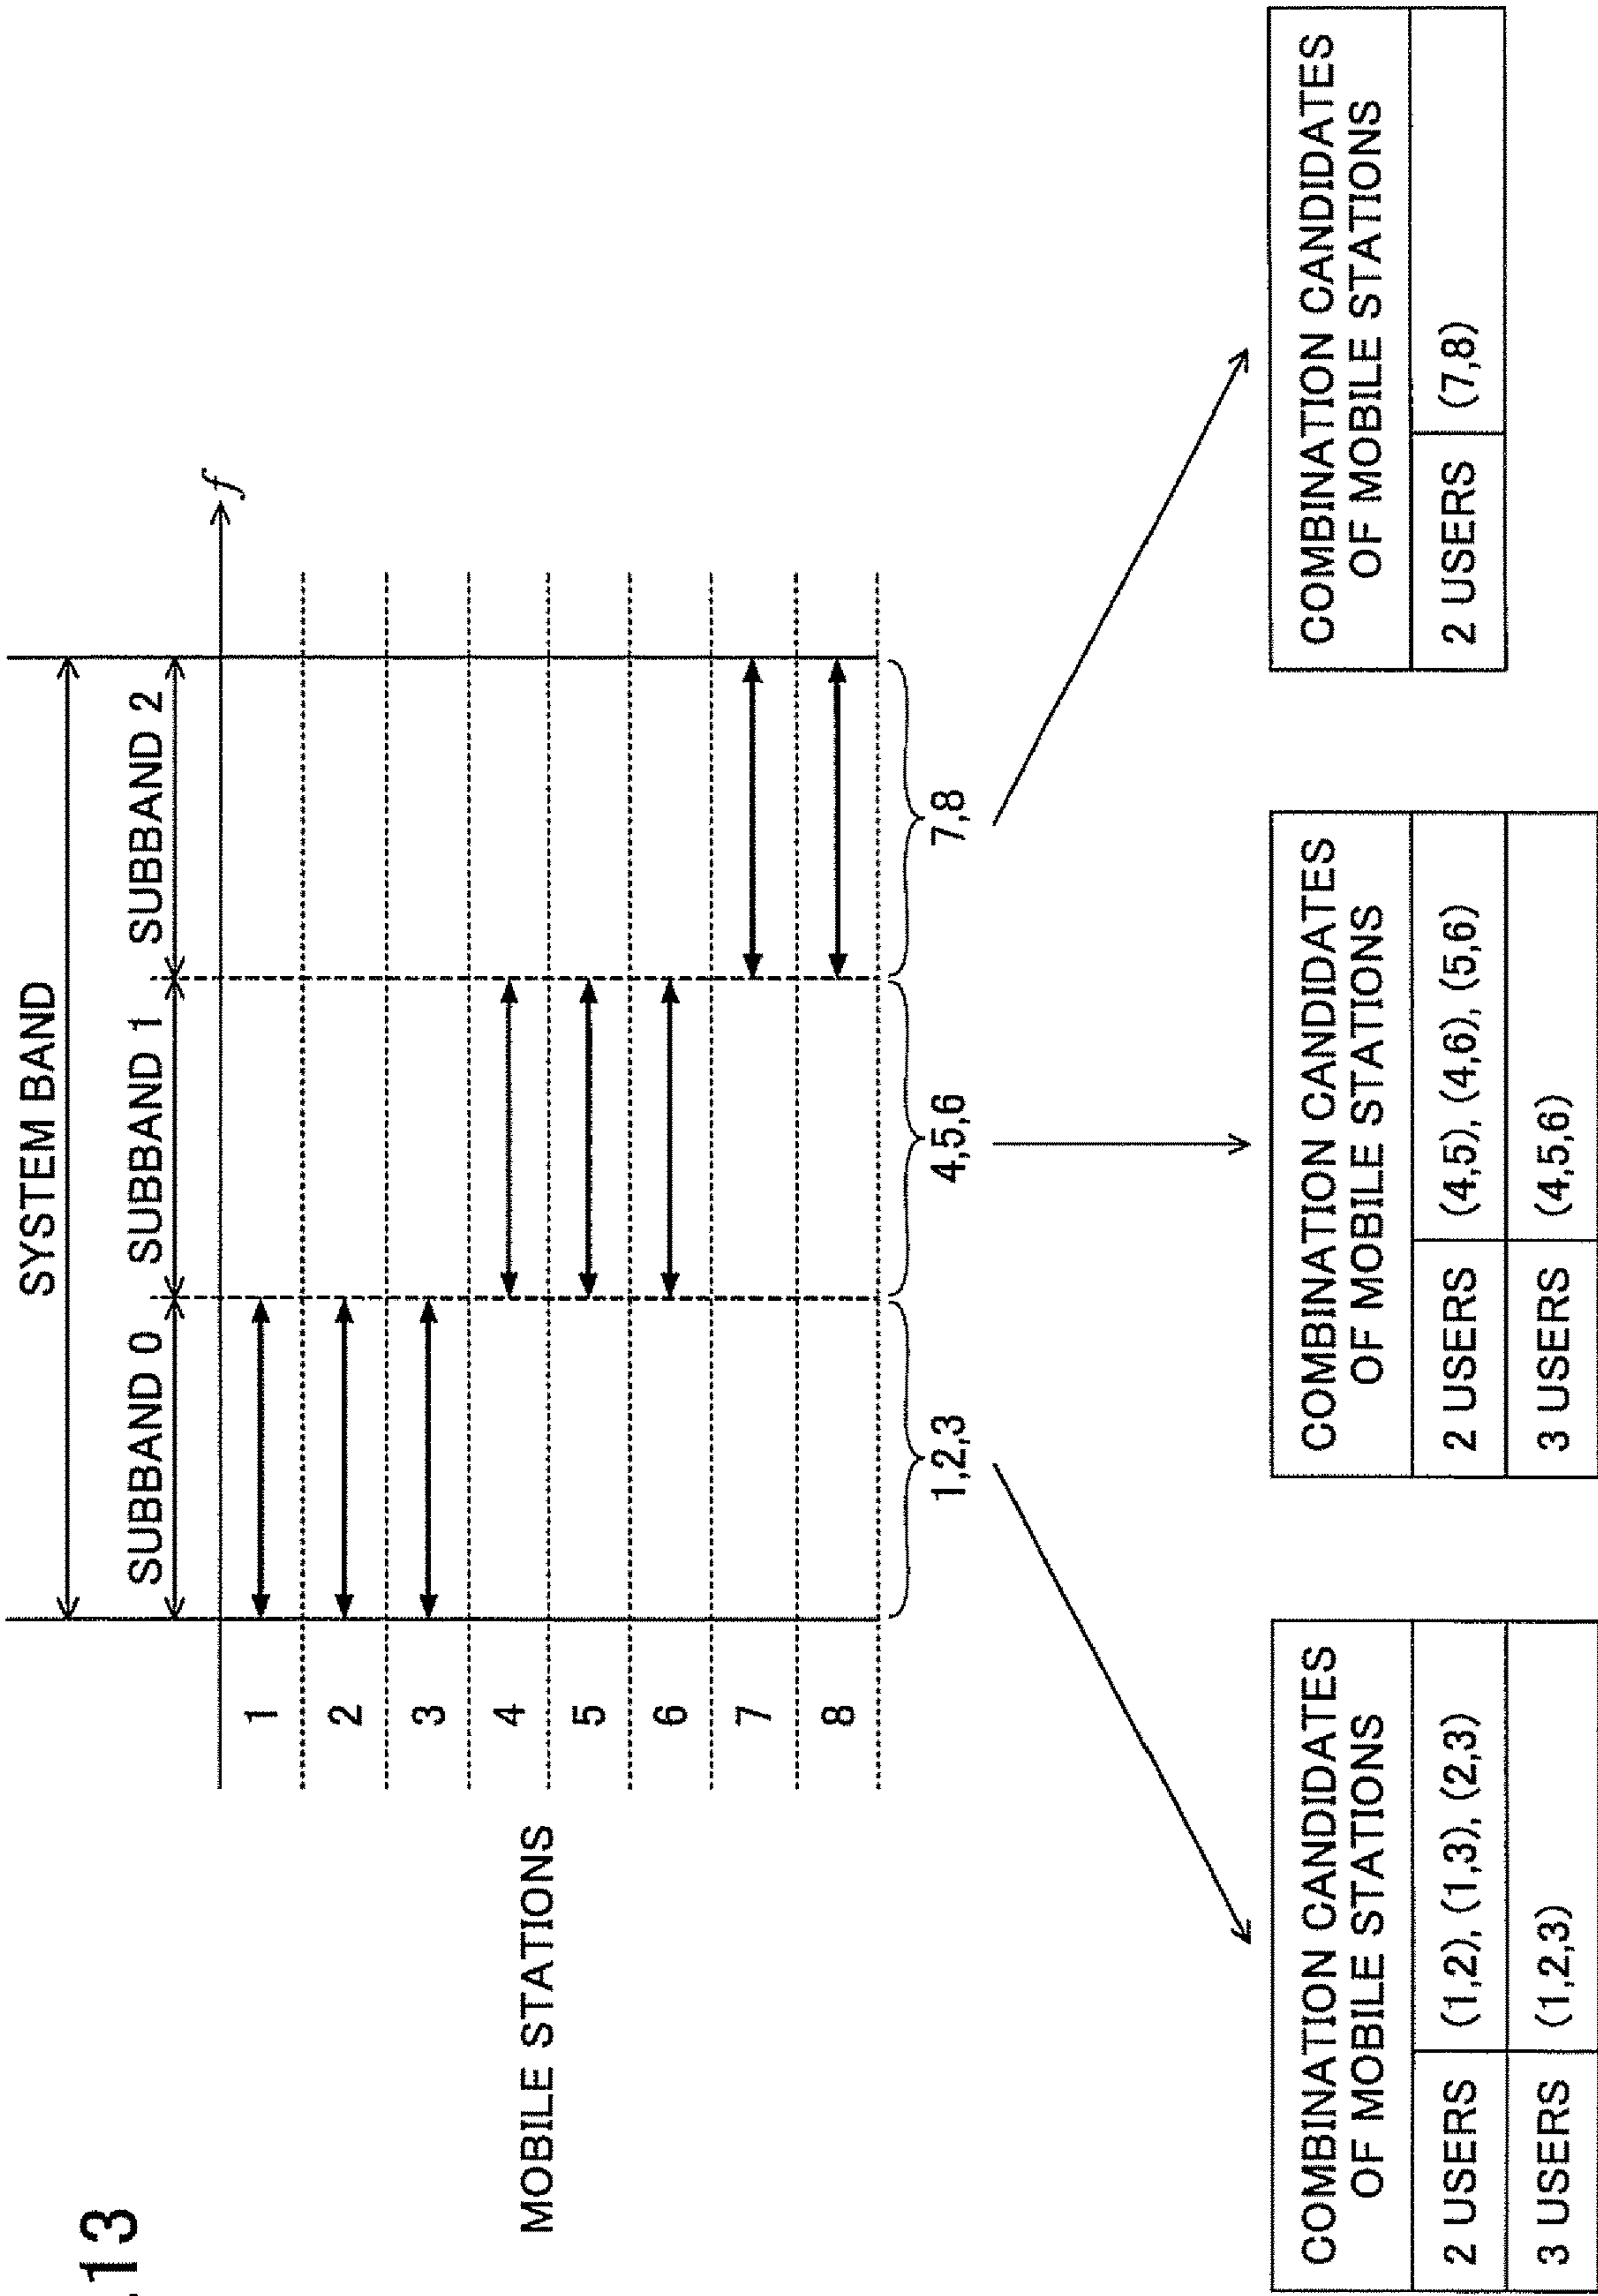 .13
SYSTEM BAND
SUBBAND 0 SUBBAND 1 SUBBAND 2
f
MOBILE STATIONS
1
2
3
4
5
6
7
8
1,2,3 4,5,6 7,8
COMBINATION CANDIDATES
OF MOBILE STATIONS
2 USERS (1,2), (1,3), (2,3)
3 USERS (1,2,3)
COMBINATION CANDIDATES
OF MOBILE STATIONS
2 USERS (4,5), (4,6), (5,6)
3 USERS (4,5,6)
COMBINATION CANDIDATES
OF MOBILE STATIONS
2 USERS (7,8)